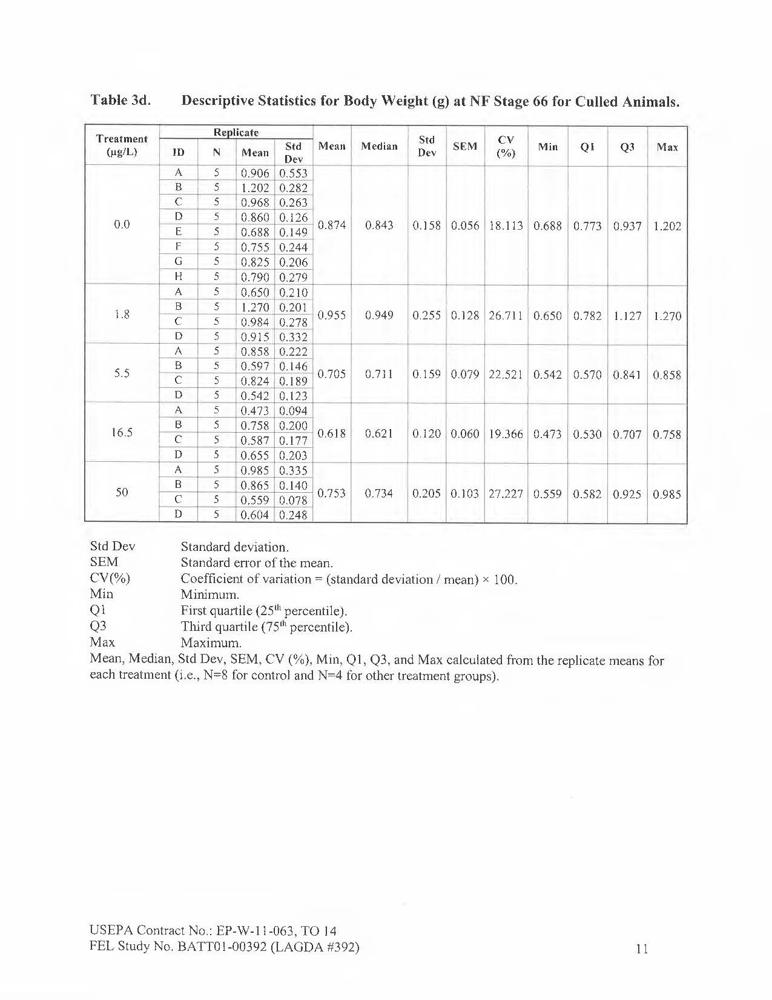 Table 3d. Descriptive Statistics for Body Weight (g) at NF Stage 66 for Culled Animals.
Treatment (µg/L) Replicate Mean Median Std Dev SEM CV (%) Min Q1 Q3 Max
ID N Mean Std Dev
0.0 A 5 0.906 0.553 0.874 0.843 0.158 0.056 18.113 0.688 0.773 0.937 1.202
B 5 1.202 0.282
C 5 0.968 0.263
D 5 0.860 0.126
E 5 0.688 0.149
F 5 0.755 0.244
G 5 0.825 0.206
H 5 0.790 0.279
1.8 A 5 0.650 0.210 0.955 0.949 0.255 0.128 26.711 0.650 0.782 1.127 1.270
B 5 1.270 0.201
C 5 0.984 0.278
D 5 0.915 0.332
5.5 A 5 0.858 0.222 0.705 0.711 0.159 0.079 22.521 0.542 0.570 0.841 0.858
B 5 0.597 0.146
C 5 0.824 0.189
D 5 0.542 0.123
16.5 A 5 0.473 0.094 0.618 0.621 0.120 0.060 19.366 0.473 0.530 0.707 0.758
B 5 0.758 0.200
C 5 0.587 0.177
D 5 0.655 0.203
50 A 5 0.985 0.335 0.753 0.734 0.205 0.103 27.227 0.559 0.582 0.925 0.985
B 5 0.865 0.140
C 5 0.559 0.078
D 5 0.604 0.248
Std Dev Standard deviation.
SEM Standard error of the mean.
CV(%) Coefficient of variation = (standard deviation / mean) × 100.
Min Minimum.
Q1 First quartile (25th percentile).
Q3 Third quartile (75th percentile).
Max Maximum.
Mean, Median, Std Dev, SEM, CV (%), Min, Q1, Q3, and Max calculated from the replicate means for
each treatment (i.e., N=8 for control and N=4 for other treatment groups).
USEPA Contract No.: EP-W-11-063, TO 14
FEL Study No. BATT01-00392 (LAGDA #392) 11